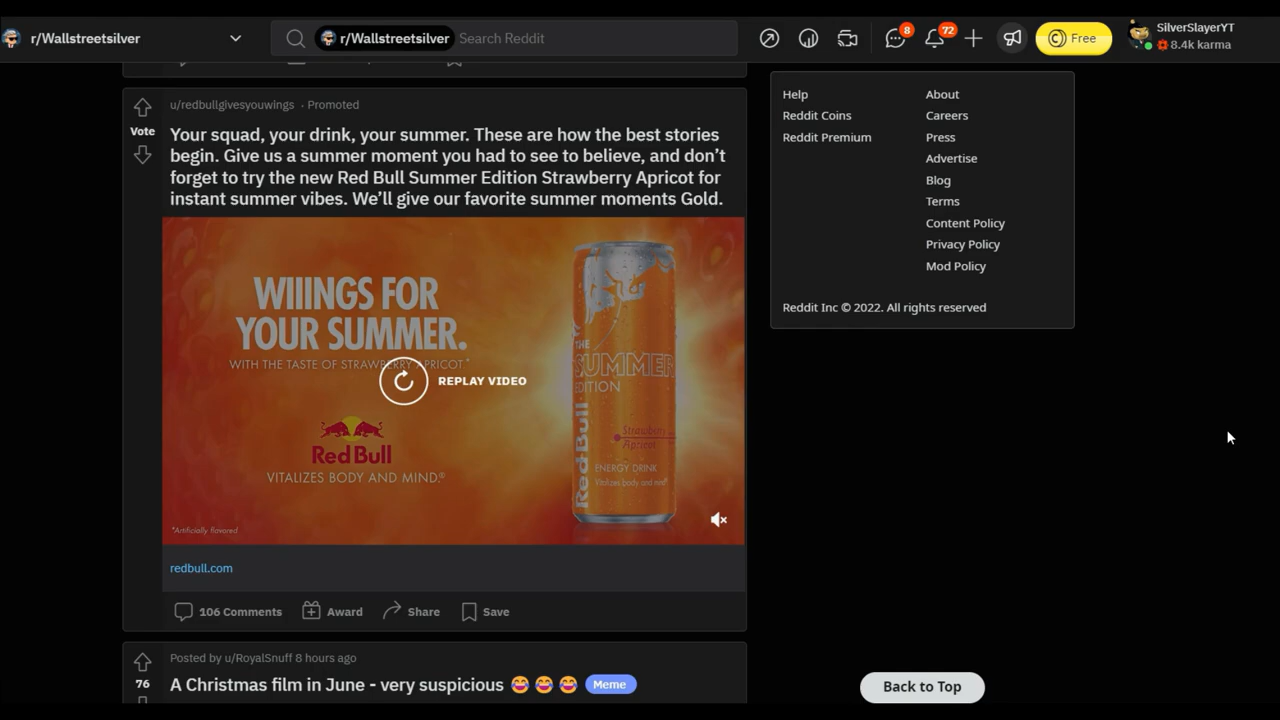 r/Wallstreetsilver
r/Wallstreetsilver Search Reddit
8
72
Free
SilverSlayerYT
8.4k karma
u/redbullgivesyouwings · Promoted
Vote
Your squad, your drink, your summer. These are how the best stories
begin. Give us a summer moment you had to see to believe, and don’t
forget to try the new Red Bull Summer Edition Strawberry Apricot for
instant summer vibes. We’ll give our favorite summer moments Gold.
WIIINGS FOR
YOUR SUMMER.
WITH THE TASTE OF STRAWBERRY APRICOT*
REPLAY VIDEO
Red Bull
VITALIZES BODY AND MIND.®
*Artificially flavored
THE
SUMMER
EDITION
Red Bull
Strawberry
Apricot
ENERGY DRINK
Vitalizes body and mind®
redbull.com
106 Comments Award Share Save
Posted by u/RoyalSnuff 8 hours ago
76
A Christmas film in June - very suspicious 😂 😂 😂 Meme
Help
Reddit Coins
Reddit Premium
About
Careers
Press
Advertise
Blog
Terms
Content Policy
Privacy Policy
Mod Policy
Reddit Inc © 2022. All rights reserved
Back to Top